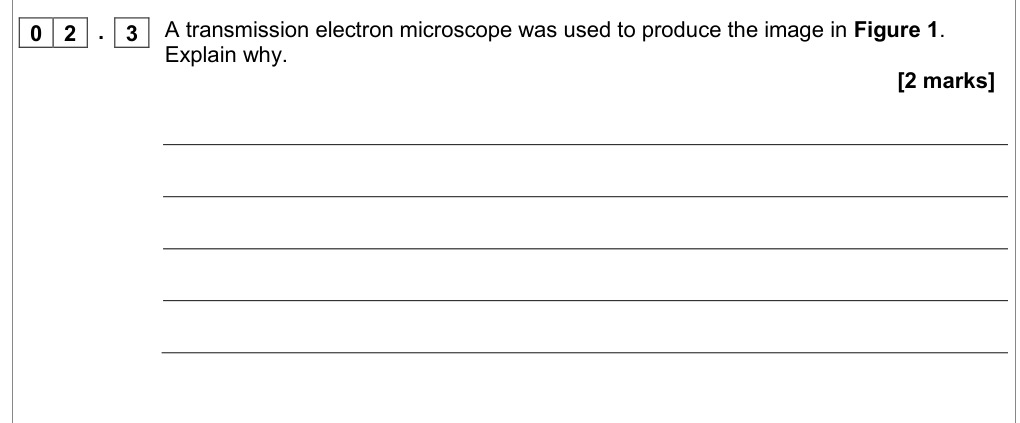 0 2 . 3 A transmission electron microscope was used to produce the image in Figure 1.
Explain why.
[2 marks]